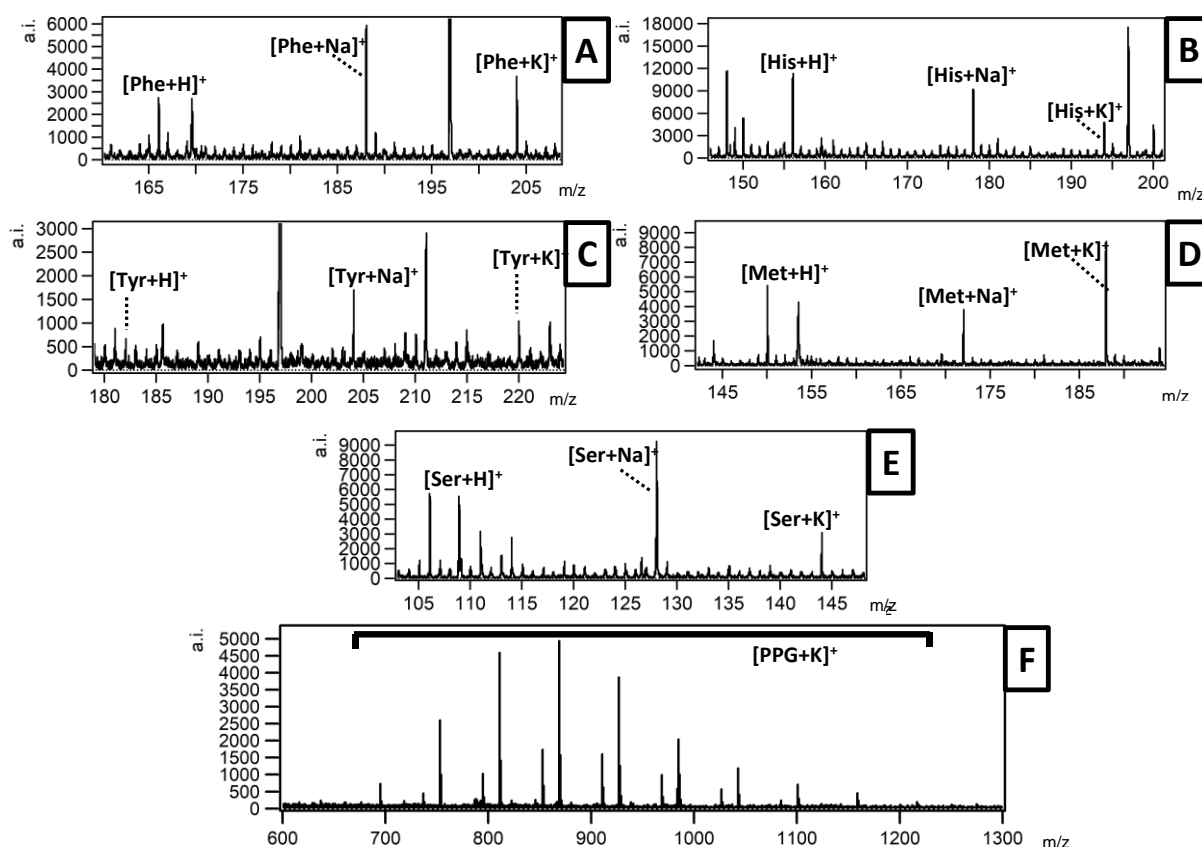 a.i.
6000
5000
4000
3000
2000
1000
0
[Phe+H]+
[Phe+Na]+
[Phe+K]+
A
165 175 185 195 205
m/z
a.i.
18000
15000
12000
9000
6000
3000
0
[His+H]+
[His+Na]+
[His+K]+
B
150 160 170 180 190 200
m/z
a.i.
3000
2500
2000
1500
1000
500
0
[Tyr+H]+
[Tyr+Na]+
[Tyr+K]
C
180 190 200 210 220
m/z
a.i.
9000
8000
7000
6000
5000
4000
3000
2000
1000
0
[Met+H]+
[Met+Na]+
[Met+K]+
D
145 155 165 175 185
m/z
a.i.
9000
8000
7000
6000
5000
4000
3000
2000
1000
0
[Ser+H]+
[Ser+Na]+
[Ser+K]+
E
105 110 115 120 125 130 135 140 145
m/z
a.i.
5000
4500
4000
3500
3000
2500
2000
1500
1000
500
0
[PPG+K]+
F
600 700 800 900 1000 1100 1200 1300
m/z